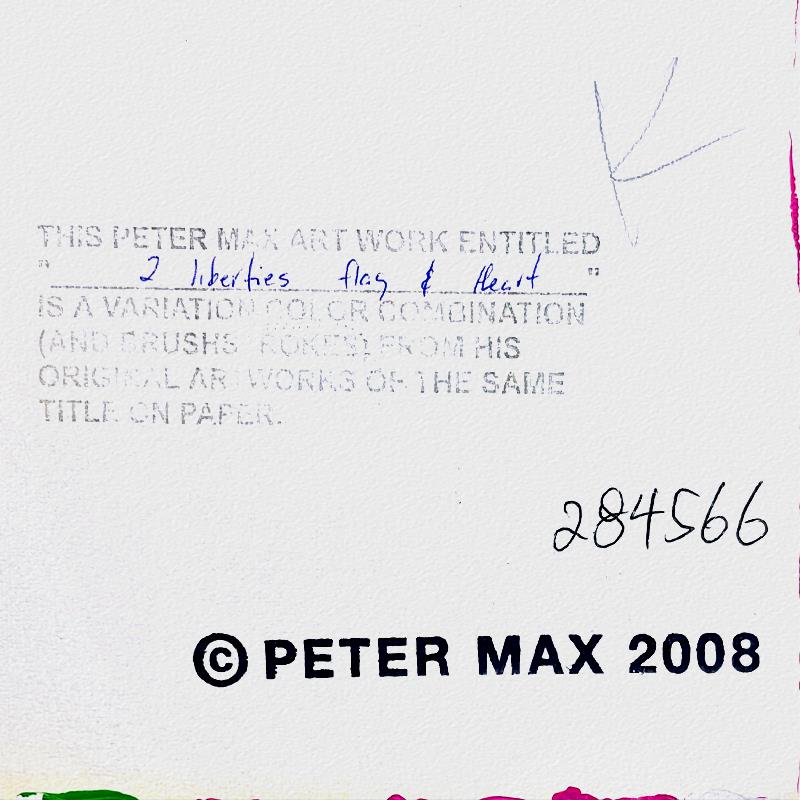 K
THIS PETER MAX ART WORK ENTITLED
" 2 liberties flag & Heart "
IS A VARIATION COLOR COMBINATION
(AND BRUSHSTROKES) FROM HIS
ORIGINAL ARTWORKS OF THE SAME
TITLE ON PAPER.
284566
© PETER MAX 2008